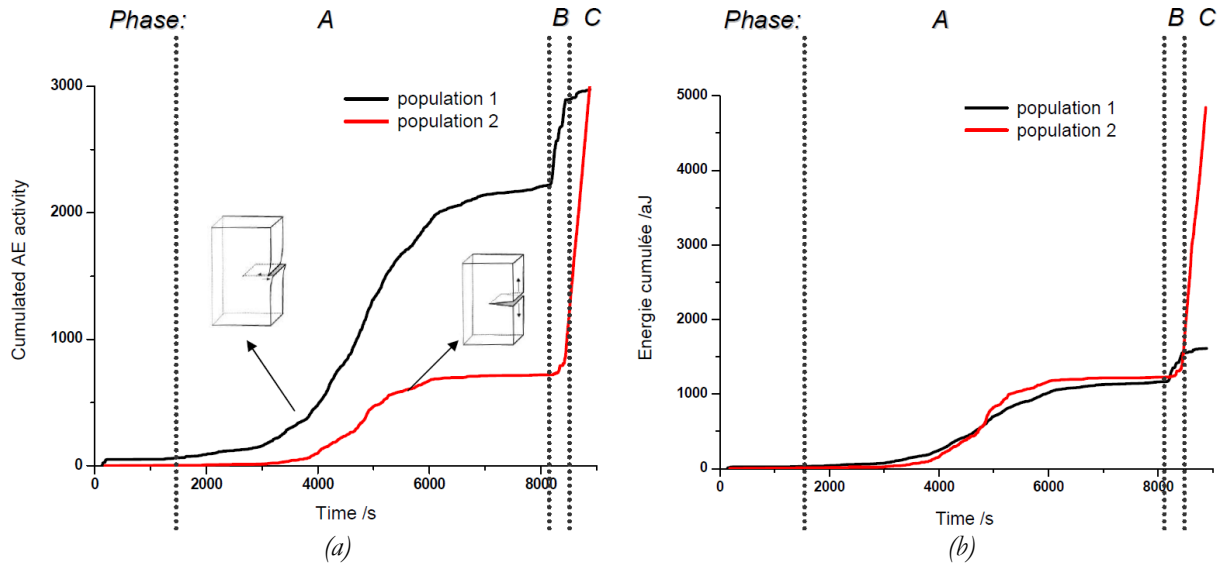 Phase: A B C
3000
2000
1000
0
0 2000 4000 6000 8000
Cumulated AE activity
Time /s
population 1
population 2
(a)
Phase: A B C
5000
4000
3000
2000
1000
0
0 2000 4000 6000 8000
Energie cumulée /aJ
Time /s
population 1
population 2
(b)